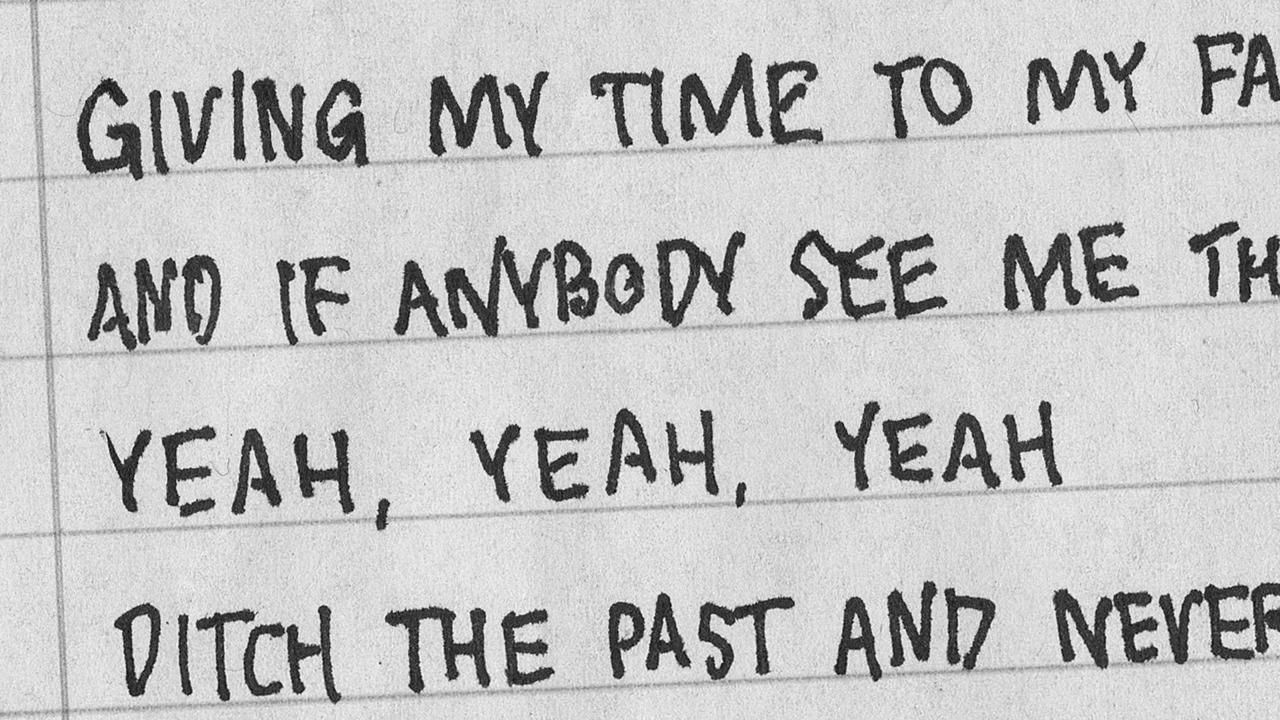 GIVING MY TIME TO MY FA
AND IF ANYBODY SEE ME TH
YEAH, YEAH, YEAH
DITCH THE PAST AND NEVER